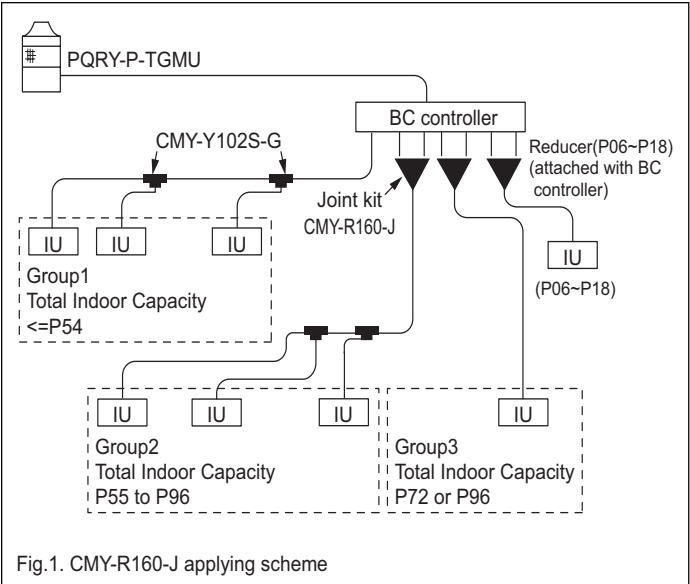 #
PQRY-P-TGMU
BC controller
CMY-Y102S-G
Reducer(P06~P18)
(attached with BC
controller)
Joint kit
CMY-R160-J
IU
IU
IU
IU
(P06~P18)
Group1
Total Indoor Capacity
<=P54
IU
IU
IU
IU
Group2
Total Indoor Capacity
P55 to P96
Group3
Total Indoor Capacity
P72 or P96
Fig.1. CMY-R160-J applying scheme